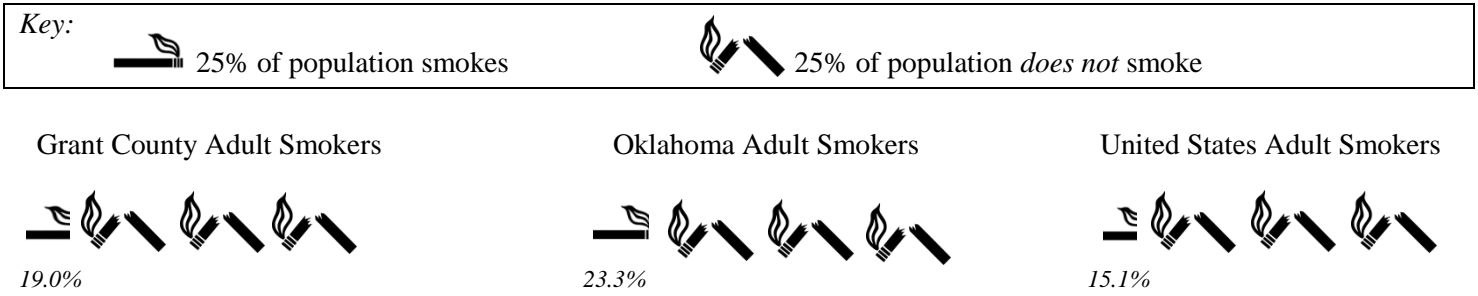 Key:
25% of population smokes
25% of population does not smoke
Grant County Adult Smokers
Oklahoma Adult Smokers
United States Adult Smokers
19.0%
23.3%
15.1%